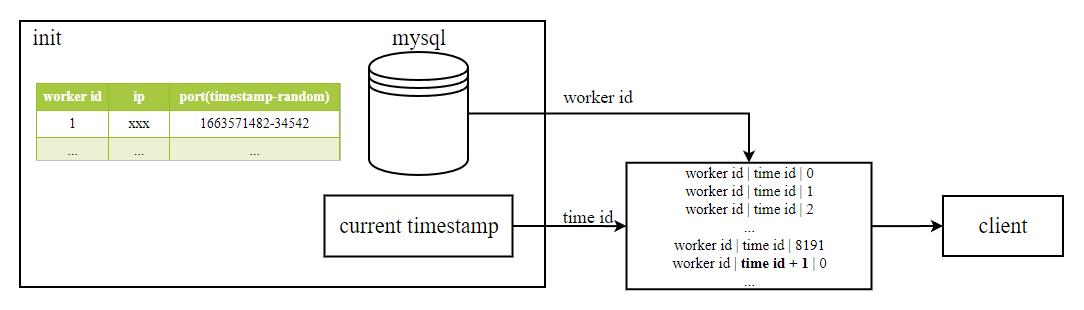 init
mysql
worker id ip port(timestamp-random)
1 xxx 1663571482-34542
... ... ...
worker id
current timestamp
time id
worker id | time id | 0
worker id | time id | 1
worker id | time id | 2
...
worker id | time id | 8191
worker id | time id + 1 | 0
...
client